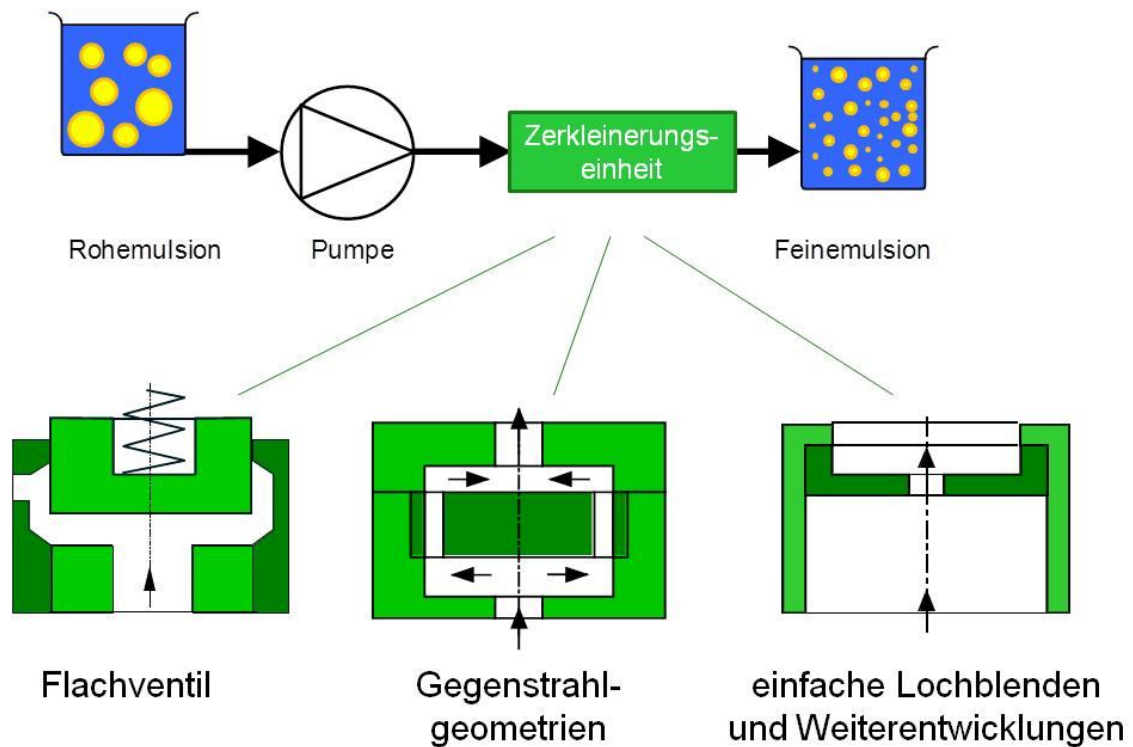 Zerkleinerungs-
einheit
Rohemulsion
Pumpe
Feinemulsion
Flachventil
Gegenstrahl-
geometrien
einfache Lochblenden
und Weiterentwicklungen